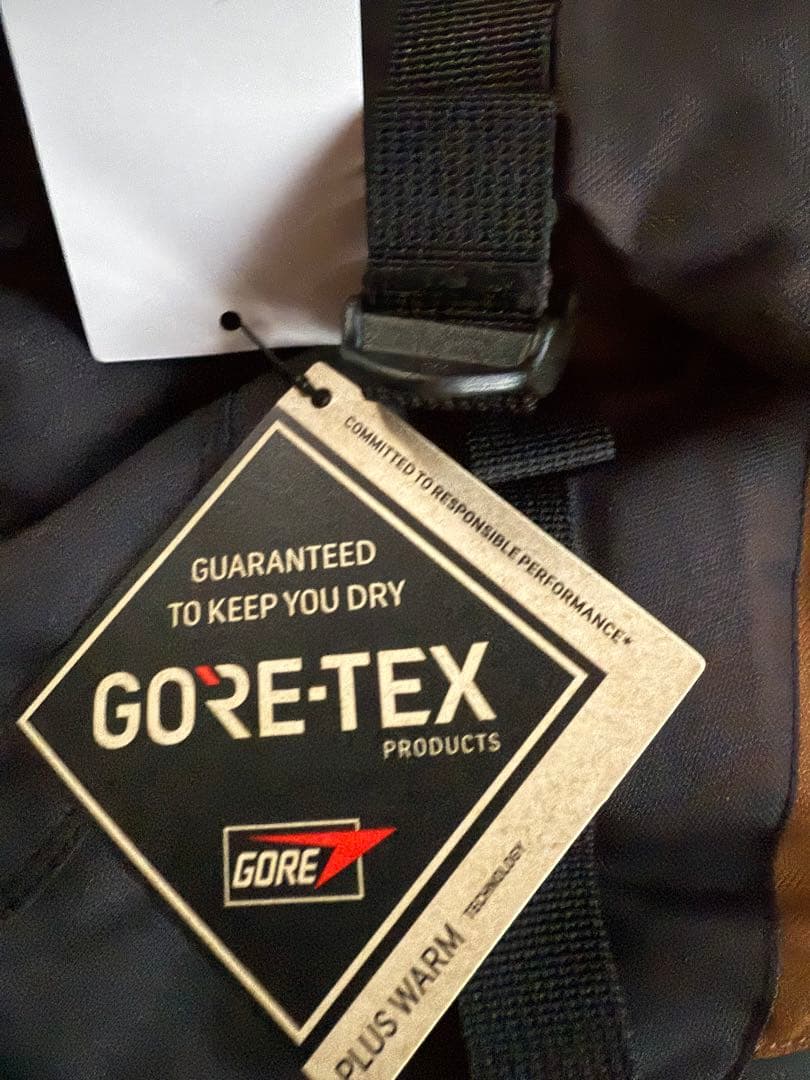 COMMITTED TO RESPONSIBLE PERFORMANCE*
GUARANTEED
TO KEEP YOU DRY
GORE-TEX
PRODUCTS
GORE
PLUS WARM TECHNOLOGY